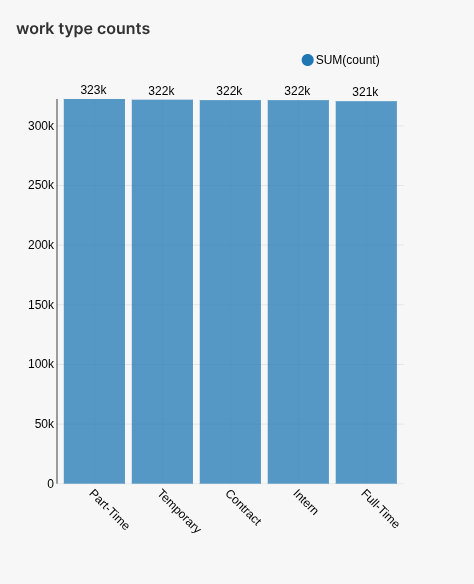 work type counts
SUM(count)
323k
322k
322k
322k
321k
300k
250k
200k
150k
100k
50k
0
Part-Time
Temporary
Contract
Intern
Full-Time